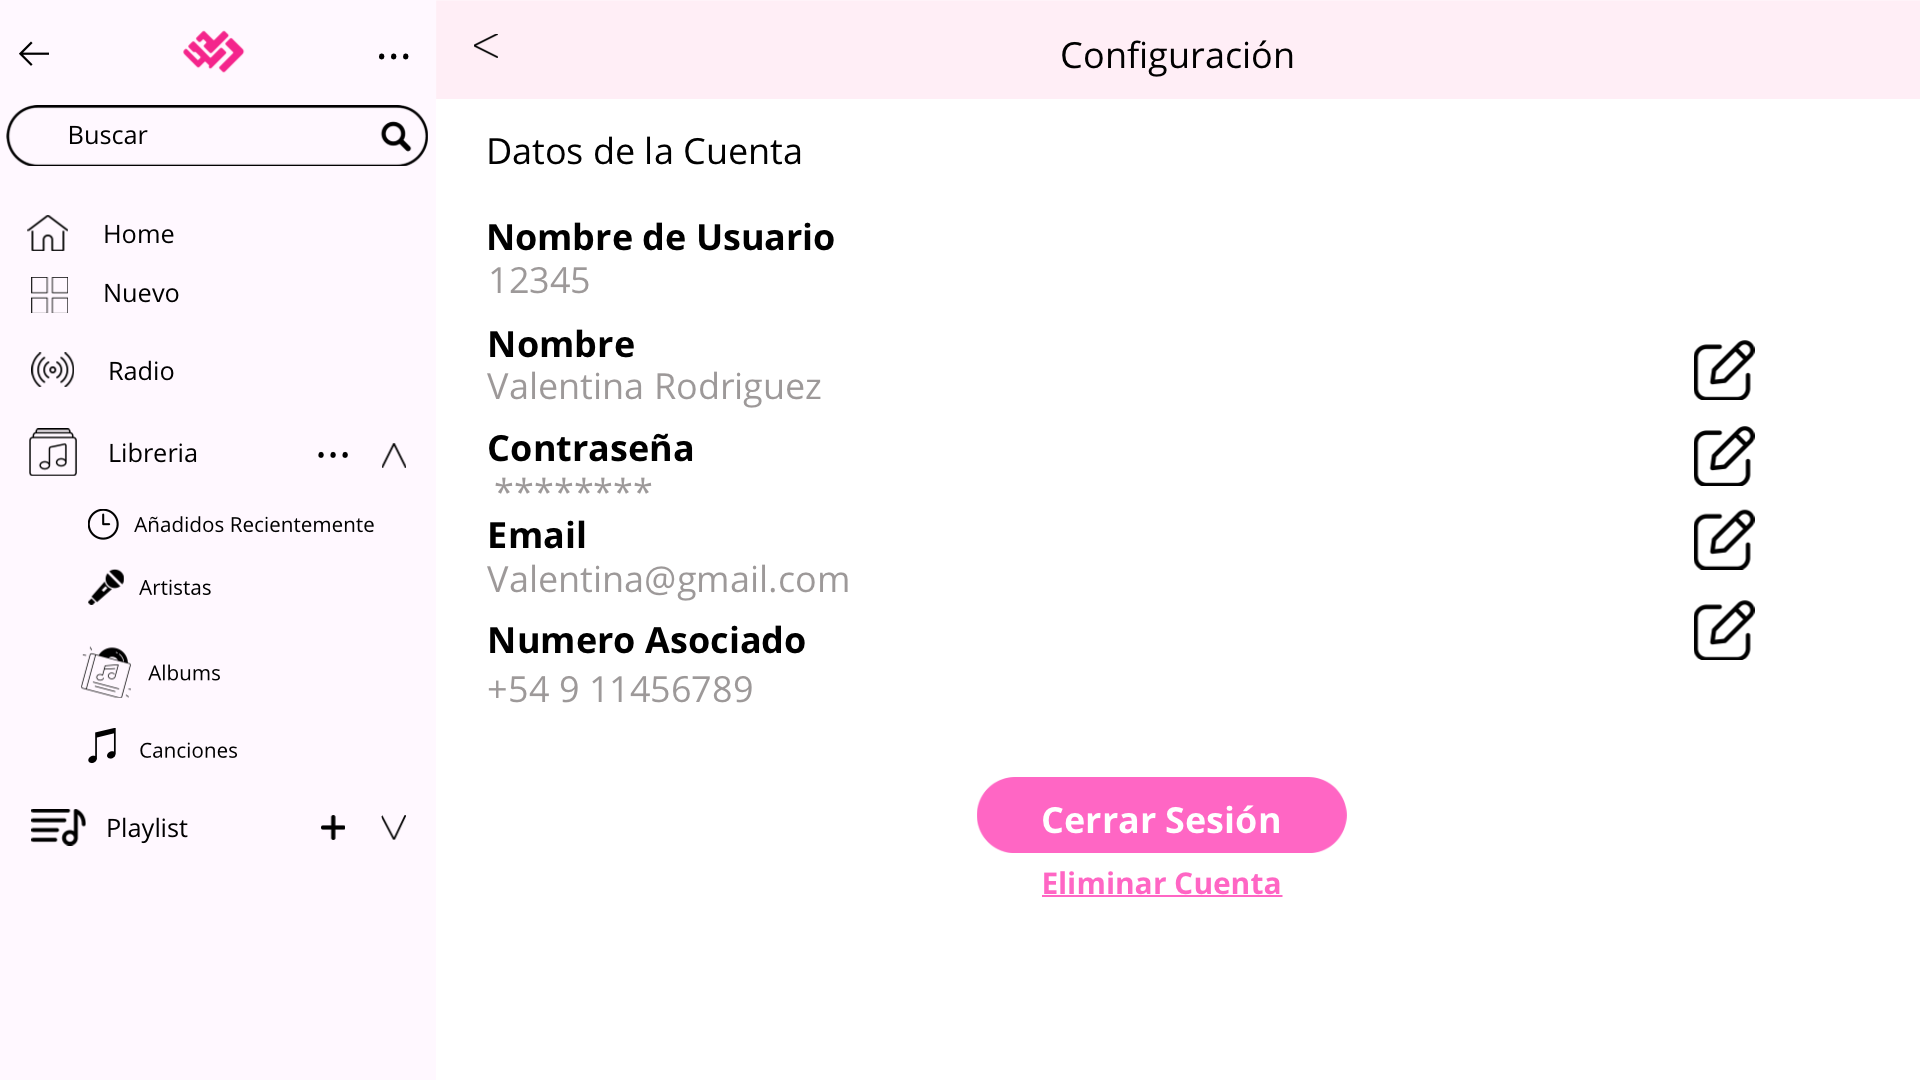 Buscar
Home
Nuevo
Radio
Libreria
Añadidos Recientemente
Artistas
Albums
Canciones
Playlist
Configuración
Datos de la Cuenta
Nombre de Usuario
12345
Nombre
Valentina Rodriguez
Contraseña
********
Email
Valentina@gmail.com
Numero Asociado
+54 9 11456789
Cerrar Sesión
Eliminar Cuenta